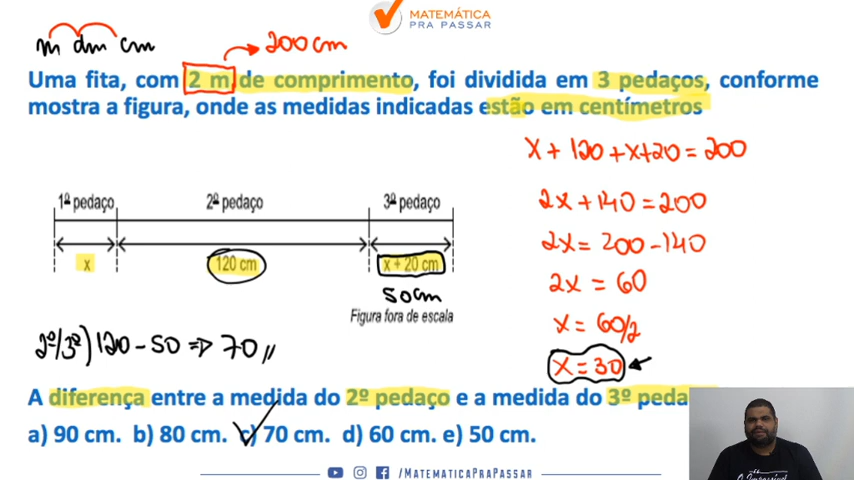 MATEMÁTICA
PRA PASSAR
m dm cm
200 cm
Uma fita, com 2 m de comprimento, foi dividida em 3 pedaços, conforme
mostra a figura, onde as medidas indicadas estão em centímetros
x + 120 + x + 20 = 200
1º pedaço 2º pedaço 3º pedaço
2x + 140 = 200
2x = 200 - 140
x 120 cm x + 20 cm
2x = 60
50 cm
Figura fora de escala
x = 60/2
2º/3º) 120 - 50 => 70 //
x = 30
A diferença entre a medida do 2º pedaço e a medida do 3º peda
a) 90 cm. b) 80 cm. c) 70 cm. d) 60 cm. e) 50 cm.
/MATEMATICAPRAPASSAR